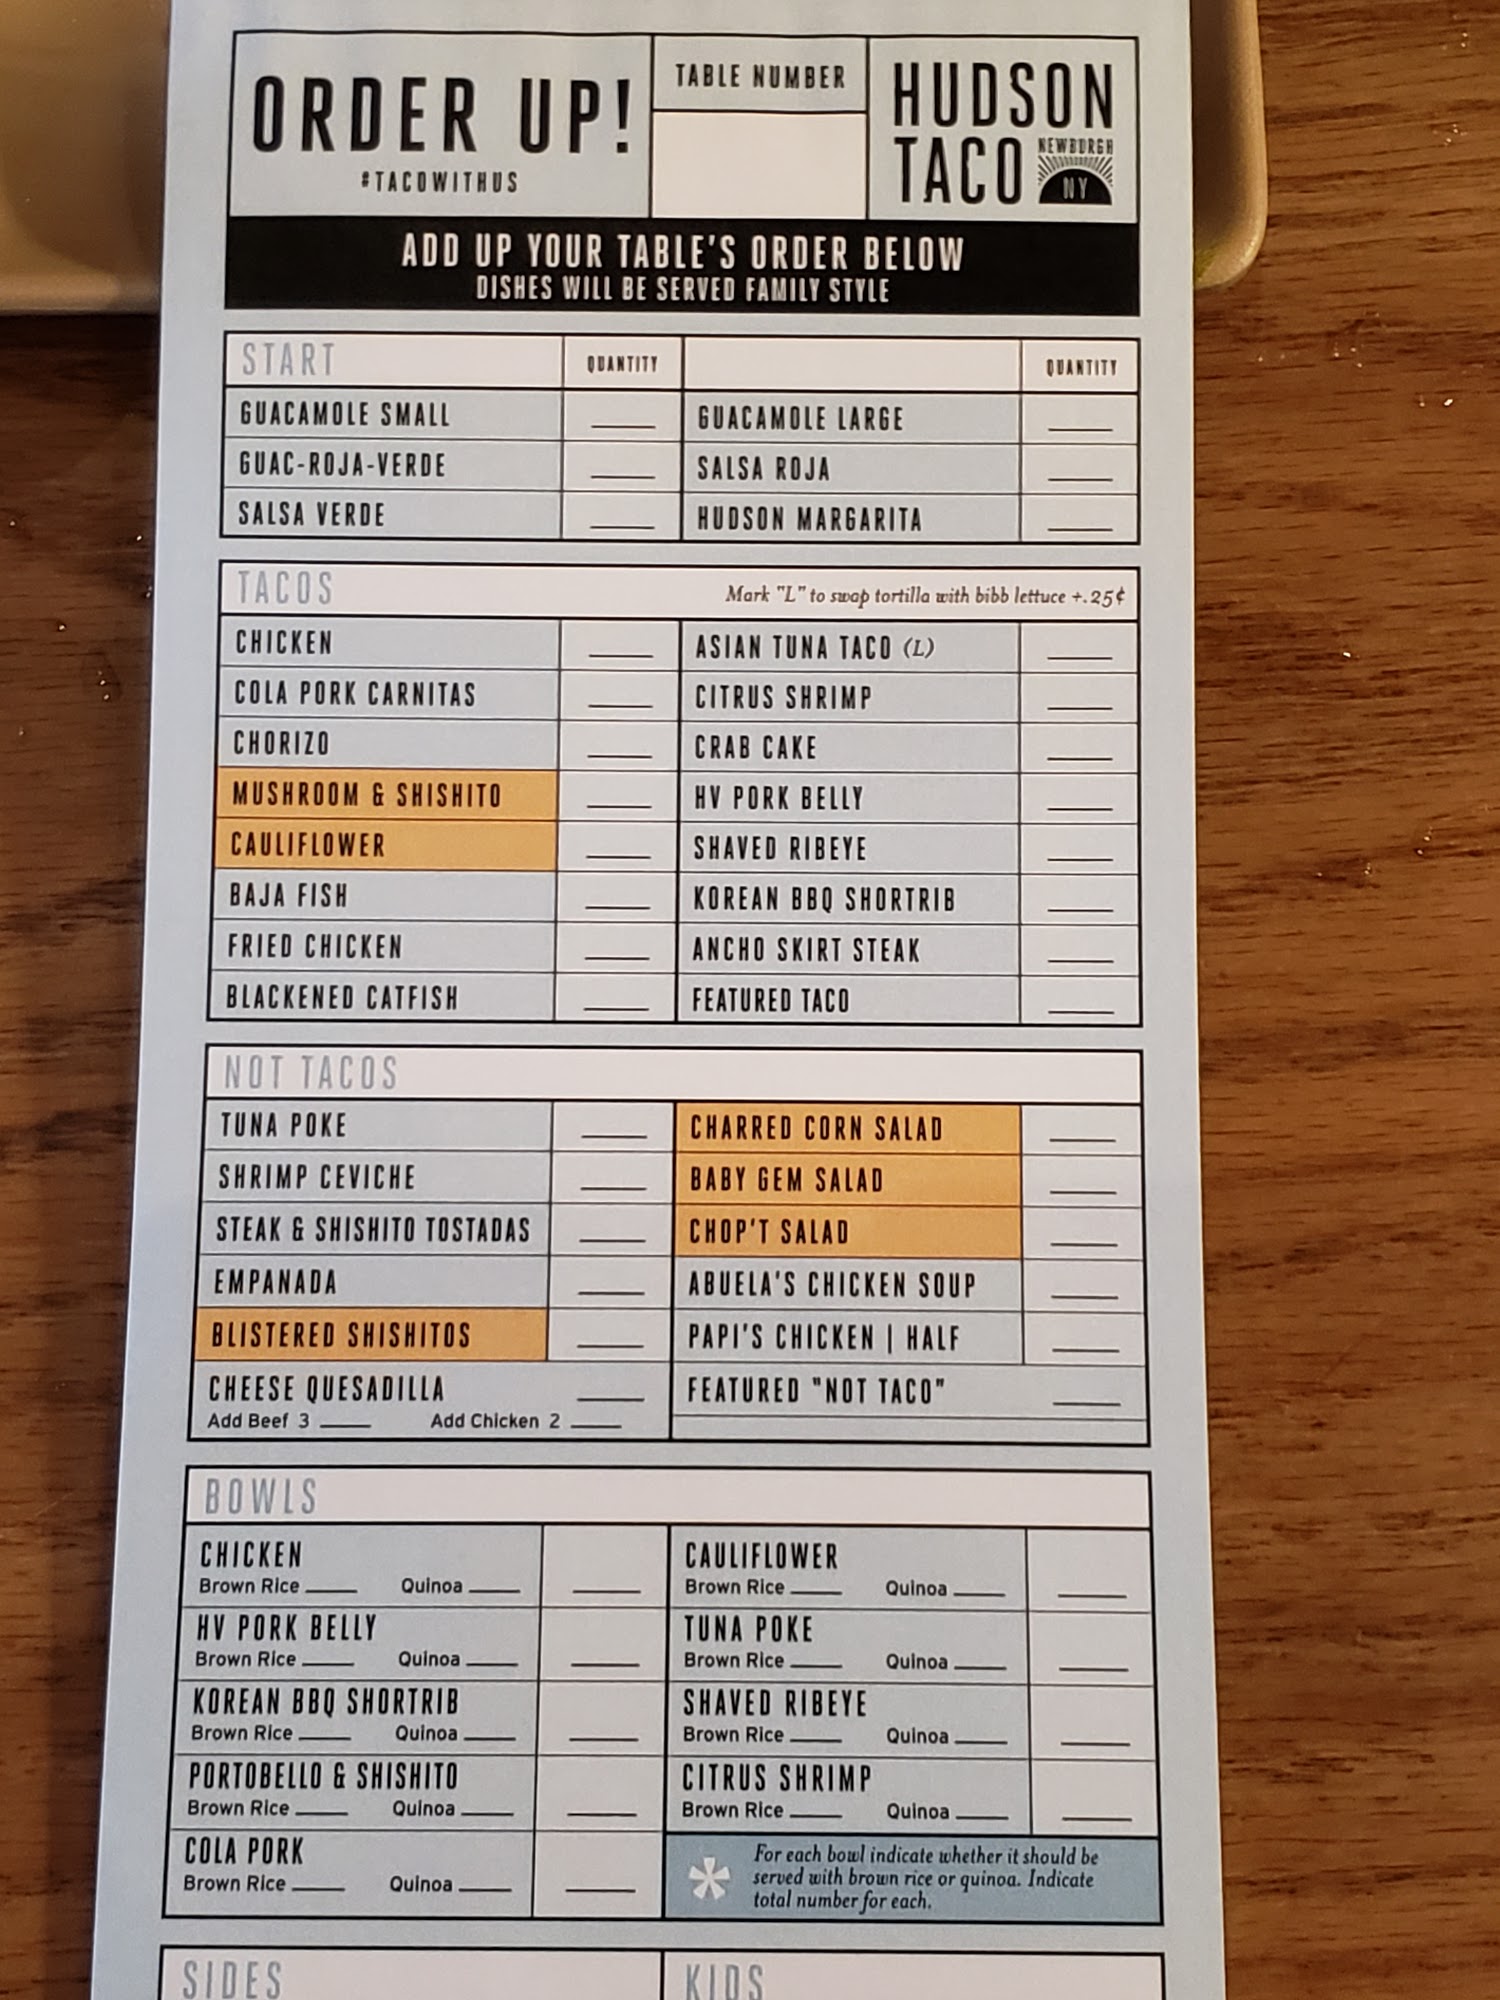 ORDER UP!
#TACOWITHUS
TABLE NUMBER
HUDSON
TACO
NEWBURGH
NY
ADD UP YOUR TABLE'S ORDER BELOW
DISHES WILL BE SERVED FAMILY STYLE
START QUANTITY QUANTITY
GUACAMOLE SMALL GUACAMOLE LARGE
GUAC-ROJA-VERDE SALSA ROJA
SALSA VERDE HUDSON MARGARITA
TACOS Mark "L" to swap tortilla with bibb lettuce +.25¢
CHICKEN ASIAN TUNA TACO (L)
COLA PORK CARNITAS CITRUS SHRIMP
CHORIZO CRAB CAKE
MUSHROOM & SHISHITO HV PORK BELLY
CAULIFLOWER SHAVED RIBEYE
BAJA FISH KOREAN BBQ SHORTRIB
FRIED CHICKEN ANCHO SKIRT STEAK
BLACKENED CATFISH FEATURED TACO
NOT TACOS
TUNA POKE CHARRED CORN SALAD
SHRIMP CEVICHE BABY GEM SALAD
STEAK & SHISHITO TOSTADAS CHOP'T SALAD
EMPANADA ABUELA'S CHICKEN SOUP
BLISTERED SHISHITOS PAPI'S CHICKEN | HALF
CHEESE QUESADILLA FEATURED "NOT TACO"
Add Beef 3 Add Chicken 2
BOWLS
CHICKEN CAULIFLOWER
Brown Rice Quinoa Brown Rice Quinoa
HV PORK BELLY TUNA POKE
Brown Rice Quinoa Brown Rice Quinoa
KOREAN BBQ SHORTRIB SHAVED RIBEYE
Brown Rice Quinoa Brown Rice Quinoa
PORTOBELLO & SHISHITO CITRUS SHRIMP
Brown Rice Quinoa Brown Rice Quinoa
COLA PORK
Brown Rice Quinoa
* For each bowl indicate whether it should be
served with brown rice or quinoa. Indicate
total number for each.
SIDES KIDS